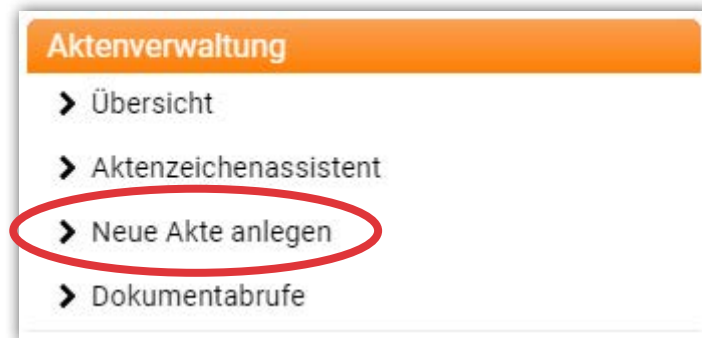 Aktenverwaltung
Übersicht
Aktenzeichenassistent
Neue Akte anlegen
Dokumentabrufe